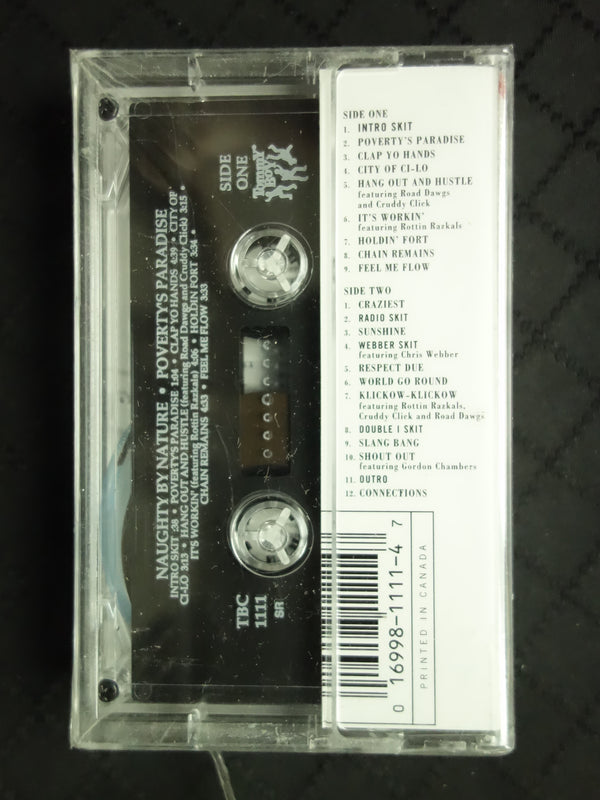 NAUGHTY BY NATURE • POVERTY'S PARADISE
INTRO SKIT :38 • POVERTY'S PARADISE 1:04 • CLAP YO HANDS 4:39 • CITY OF
CI-LO 3:13 • HANG OUT AND HUSTLE (featuring Road Dawgs and Cruddy Click) 3:15 •
IT'S WORKIN' (featuring Rottin Razkals) 4:06 • HOLDIN FORT 3:34 •
CHAIN REMAINS 4:33 • FEEL ME FLOW 3:33
SIDE
ONE
Tommy
Boy
TBC
1111
SR
SIDE ONE
1. INTRO SKIT
2. POVERTY'S PARADISE
3. CLAP YO HANDS
4. CITY OF CI-LO
5. HANG OUT AND HUSTLE
featuring Road Dawgs
and Cruddy Click
6. IT'S WORKIN'
featuring Rottin Razkals
7. HOLDIN' FORT
8. CHAIN REMAINS
9. FEEL ME FLOW
SIDE TWO
1. CRAZIEST
2. RADIO SKIT
3. SUNSHINE
4. WEBBER SKIT
featuring Chris Webber
5. RESPECT DUE
6. WORLD GO ROUND
7. KLICKOW-KLICKOW
featuring Rottin Razkals,
Cruddy Click and Road Dawgs
8. DOUBLE I SKIT
9. SLANG BANG
10. SHOUT OUT
featuring Gordon Chambers
11. OUTRO
12. CONNECTIONS
0 16998-1111-4 7
PRINTED IN CANADA